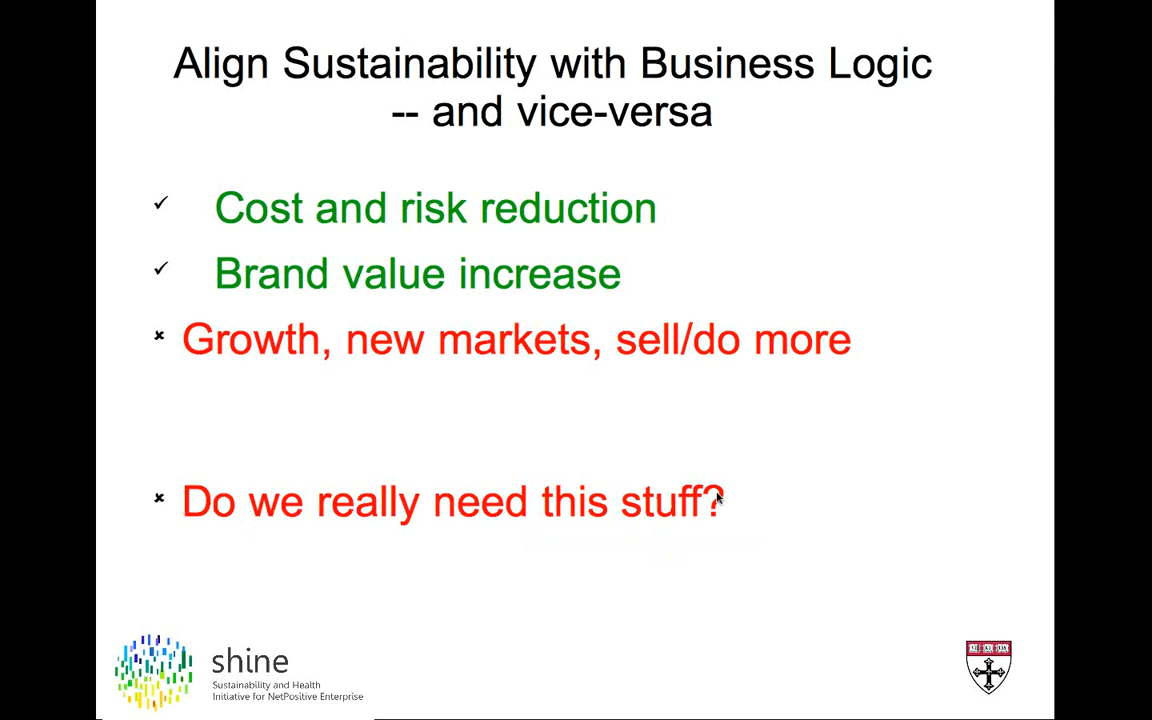 Align Sustainability with Business Logic
-- and vice-versa
✓ Cost and risk reduction
✓ Brand value increase
× Growth, new markets, sell/do more
× Do we really need this stuff?
shine
Sustainability and Health
Initiative for NetPositive Enterprise